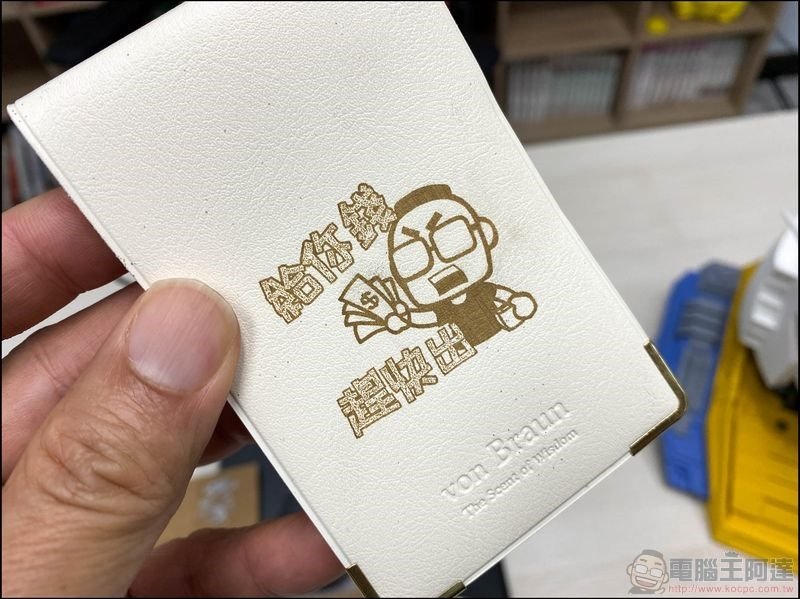 給你錢
趕快出
von Braun
The Scent of Wisdom
電腦王阿達
http://www.kocpc.com.tw